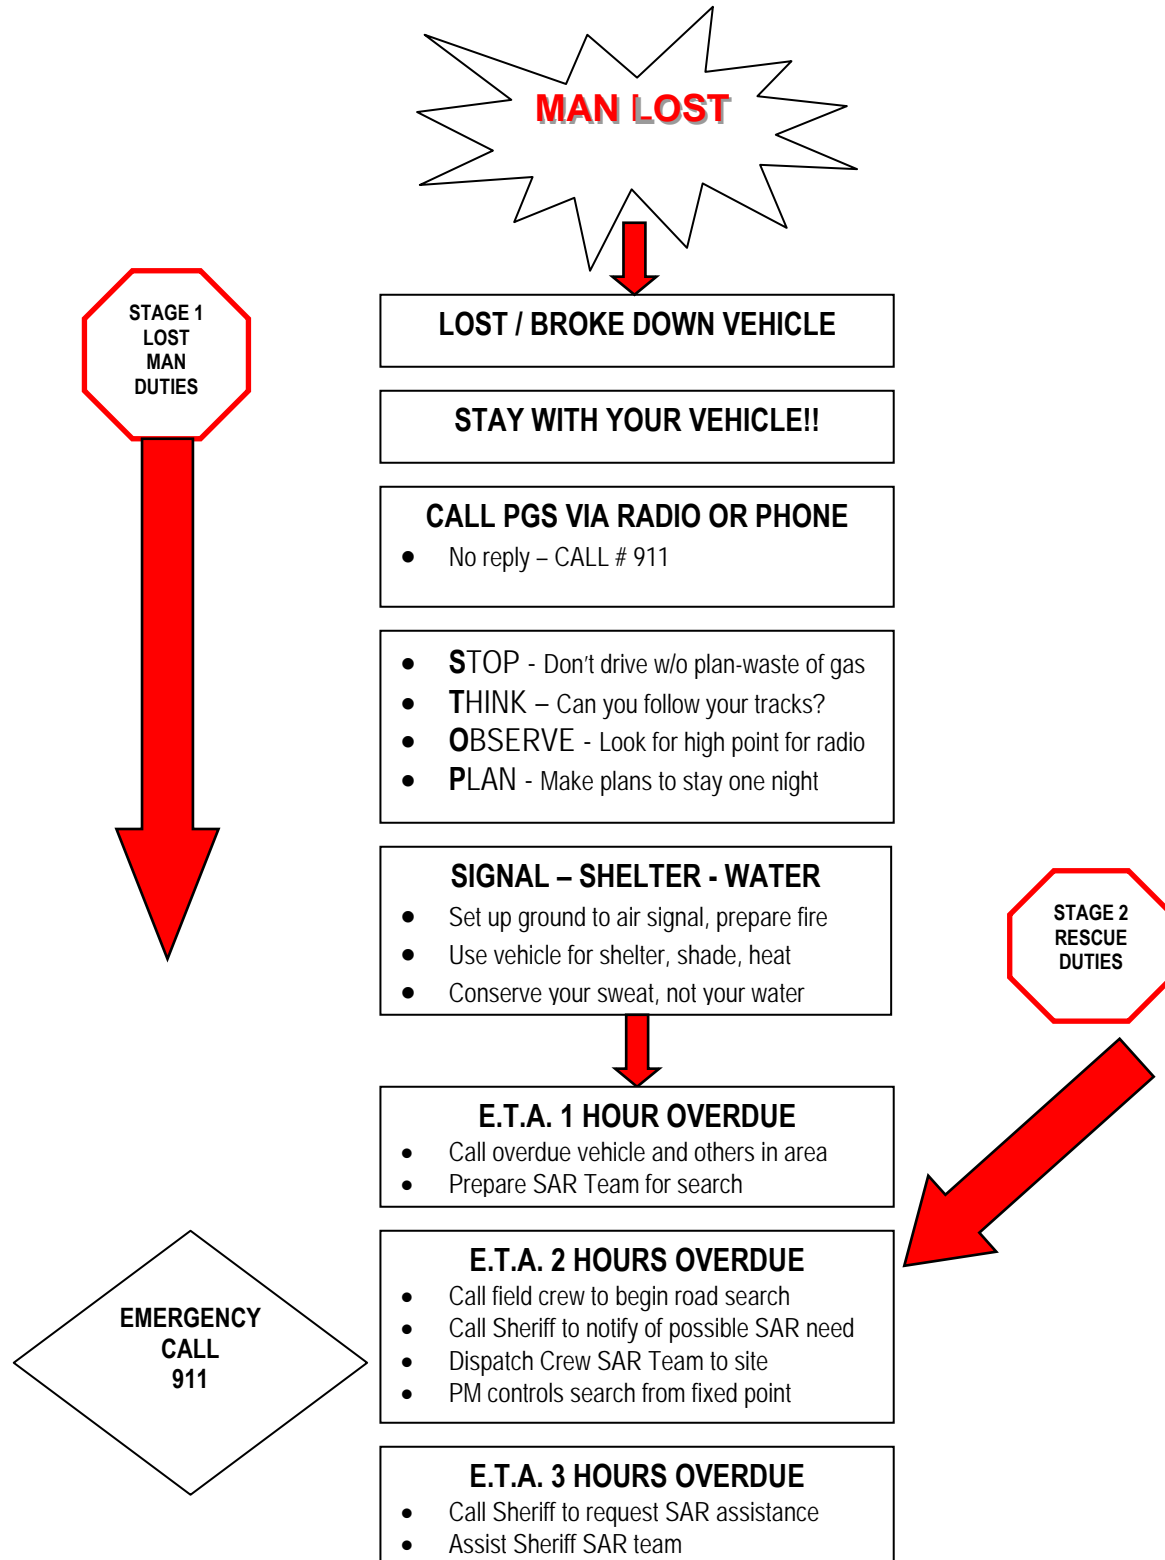 MAN LOST
STAGE 1
LOST
MAN
DUTIES
LOST / BROKE DOWN VEHICLE
STAY WITH YOUR VEHICLE!!
CALL PGS VIA RADIO OR PHONE
• No reply – CALL # 911
• STOP - Don't drive w/o plan-waste of gas
• THINK – Can you follow your tracks?
• OBSERVE - Look for high point for radio
• PLAN - Make plans to stay one night
SIGNAL – SHELTER - WATER
• Set up ground to air signal, prepare fire
• Use vehicle for shelter, shade, heat
• Conserve your sweat, not your water
STAGE 2
RESCUE
DUTIES
E.T.A. 1 HOUR OVERDUE
• Call overdue vehicle and others in area
• Prepare SAR Team for search
E.T.A. 2 HOURS OVERDUE
• Call field crew to begin road search
• Call Sheriff to notify of possible SAR need
• Dispatch Crew SAR Team to site
• PM controls search from fixed point
EMERGENCY
CALL
911
E.T.A. 3 HOURS OVERDUE
• Call Sheriff to request SAR assistance
• Assist Sheriff SAR team